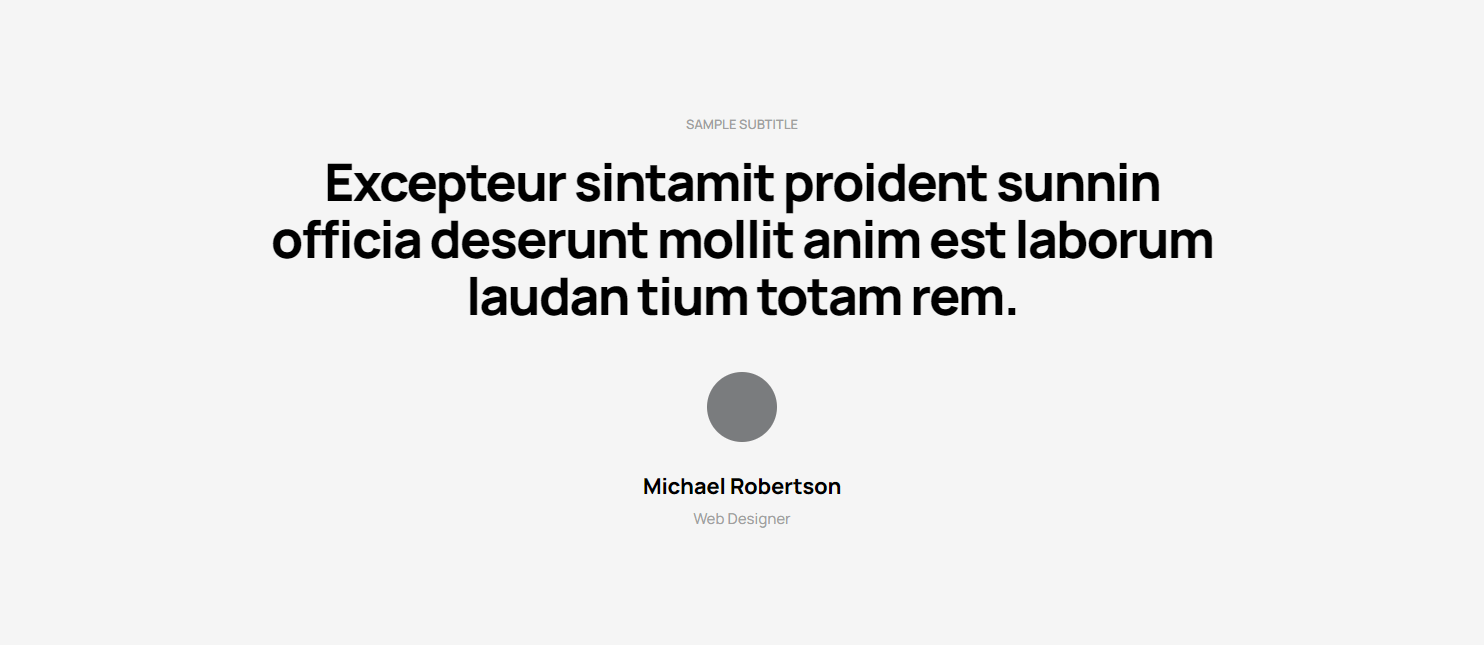 SAMPLE SUBTITLE
Excepteur sintamit proident sunnin
officia deserunt mollit anim est laborum
laudan tium totam rem.
Michael Robertson
Web Designer